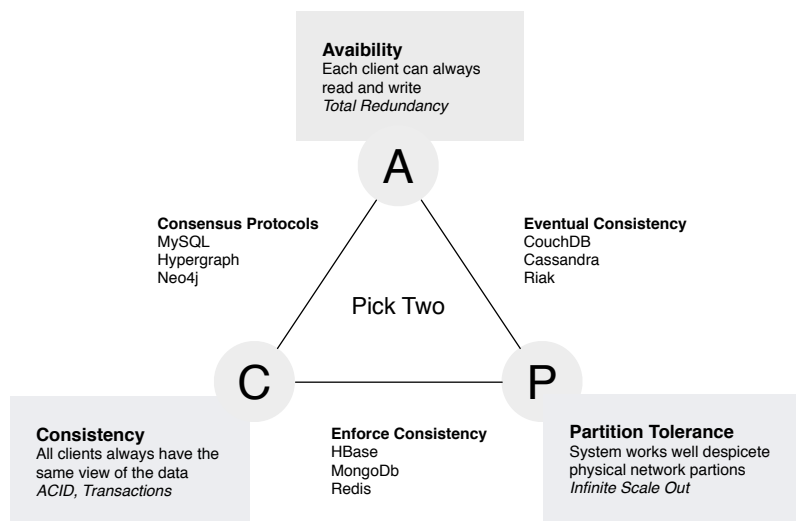 Avaibility
Each client can always
read and write
Total Redundancy
A
Consensus Protocols
MySQL
Hypergraph
Neo4j
Eventual Consistency
CouchDB
Cassandra
Riak
Pick Two
C
P
Consistency
All clients always have the
same view of the data
ACID, Transactions
Enforce Consistency
HBase
MongoDb
Redis
Partition Tolerance
System works well despicete
physical network partions
Infinite Scale Out